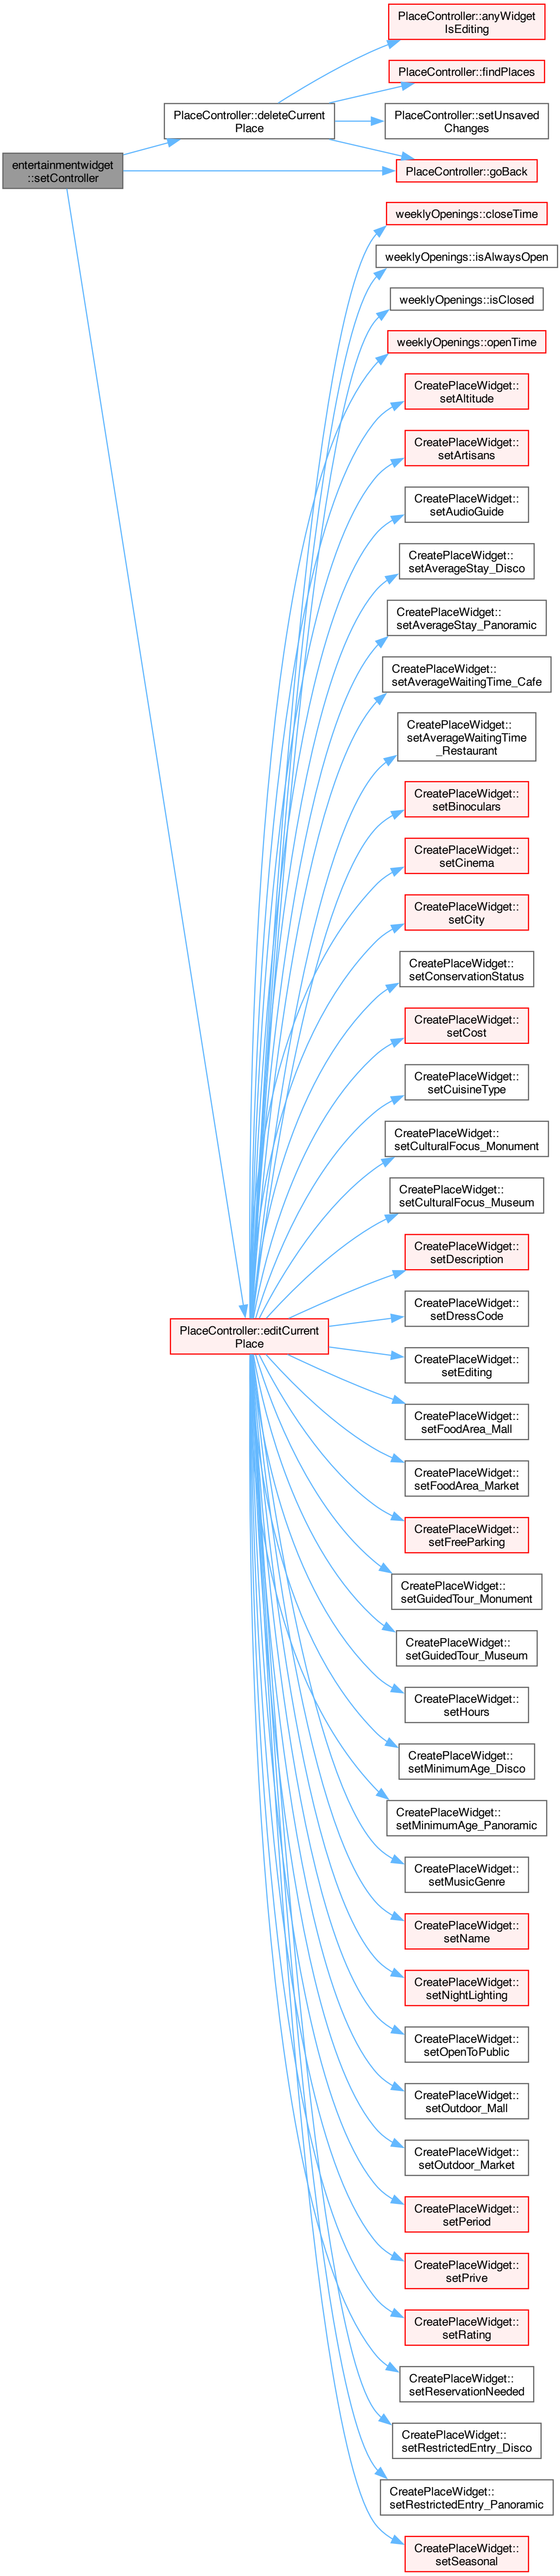 PlaceController::anyWidget
IsEditing
PlaceController::findPlaces
PlaceController::deleteCurrent
Place
PlaceController::setUnsaved
Changes
entertainmentwidget
::setController
PlaceController::goBack
weeklyOpenings::closeTime
weeklyOpenings::isAlwaysOpen
weeklyOpenings::isClosed
weeklyOpenings::openTime
CreatePlaceWidget::
setAltitude
CreatePlaceWidget::
setArtisans
CreatePlaceWidget::
setAudioGuide
CreatePlaceWidget::
setAverageStay_Disco
CreatePlaceWidget::
setAverageStay_Panoramic
CreatePlaceWidget::
setAverageWaitingTime_Cafe
CreatePlaceWidget::
setAverageWaitingTime
_Restaurant
CreatePlaceWidget::
setBinoculars
CreatePlaceWidget::
setCinema
CreatePlaceWidget::
setCity
CreatePlaceWidget::
setConservationStatus
CreatePlaceWidget::
setCost
CreatePlaceWidget::
setCuisineType
CreatePlaceWidget::
setCulturalFocus_Monument
CreatePlaceWidget::
setCulturalFocus_Museum
CreatePlaceWidget::
setDescription
PlaceController::editCurrent
Place
CreatePlaceWidget::
setDressCode
CreatePlaceWidget::
setEditing
CreatePlaceWidget::
setFoodArea_Mall
CreatePlaceWidget::
setFoodArea_Market
CreatePlaceWidget::
setFreeParking
CreatePlaceWidget::
setGuidedTour_Monument
CreatePlaceWidget::
setGuidedTour_Museum
CreatePlaceWidget::
setHours
CreatePlaceWidget::
setMinimumAge_Disco
CreatePlaceWidget::
setMinimumAge_Panoramic
CreatePlaceWidget::
setMusicGenre
CreatePlaceWidget::
setName
CreatePlaceWidget::
setNightLighting
CreatePlaceWidget::
setOpenToPublic
CreatePlaceWidget::
setOutdoor_Mall
CreatePlaceWidget::
setOutdoor_Market
CreatePlaceWidget::
setPeriod
CreatePlaceWidget::
setPrive
CreatePlaceWidget::
setRating
CreatePlaceWidget::
setReservationNeeded
CreatePlaceWidget::
setRestrictedEntry_Disco
CreatePlaceWidget::
setRestrictedEntry_Panoramic
CreatePlaceWidget::
setSeasonal